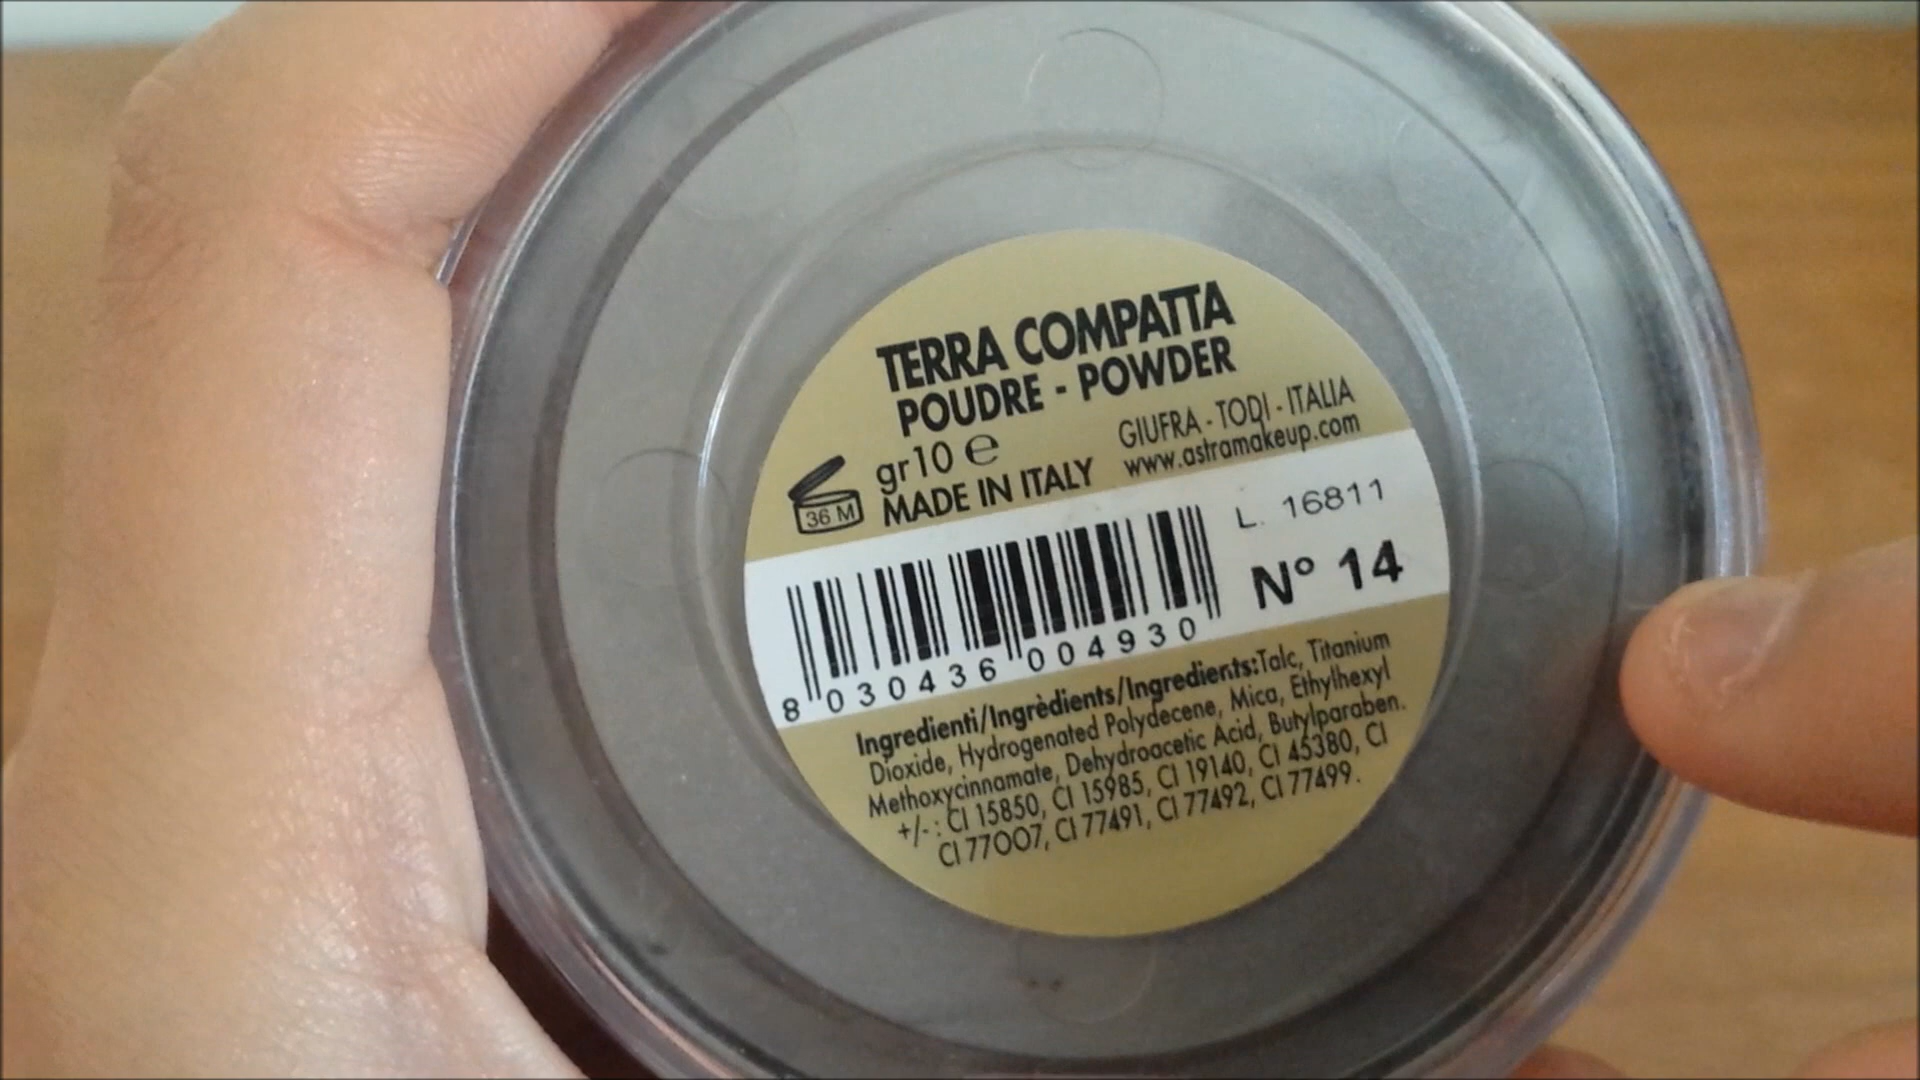 TERRA COMPATTA
POUDRE - POWDER
gr10 ℮
MADE IN ITALY
GIUFRA - TODI - ITALIA
www.astramakeup.com
36 M
L. 16811
N° 14
8 030436 004930
Ingredienti/Ingrèdients/Ingredients:Talc, Titanium
Dioxide, Hydrogenated Polydecene, Mica, Ethylhexyl
Methoxycinnamate, Dehydroacetic Acid, Butylparaben.
+/- : CI 15850, CI 15985, CI 19140, CI 45380, CI
CI 77007, CI 77491, CI 77492, CI 77499.